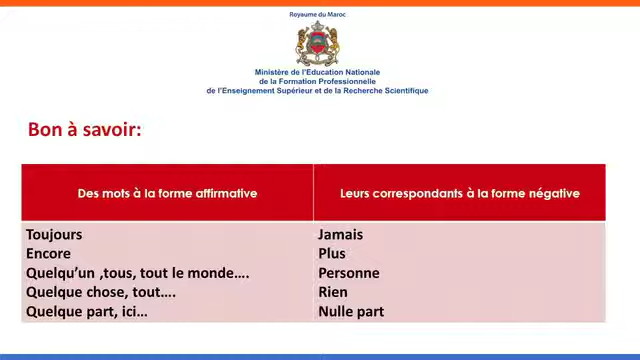 Royaume du Maroc
Ministère de l'Education Nationale
de la Formation Professionnelle
de l'Enseignement Supérieur et de la Recherche Scientifique
Bon à savoir:
Des mots à la forme affirmative
Leurs correspondants à la forme négative
Toujours
Jamais
Encore
Plus
Quelqu'un ,tous, tout le monde….
Personne
Quelque chose, tout….
Rien
Quelque part, ici…
Nulle part